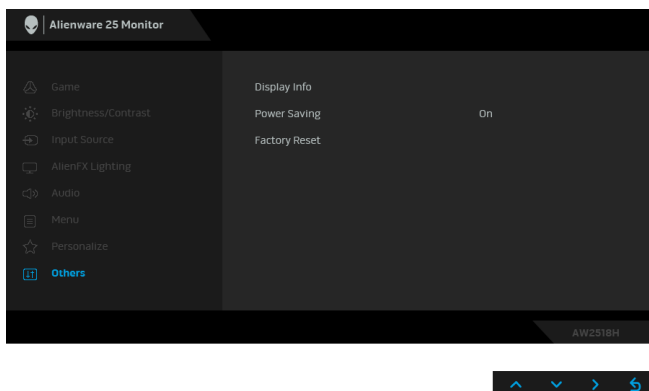 Alienware 25 Monitor
Game
Display Info
Brightness/Contrast
Power Saving On
Input Source
Factory Reset
AlienFX Lighting
Audio
Menu
Personalize
Others
AW2518H